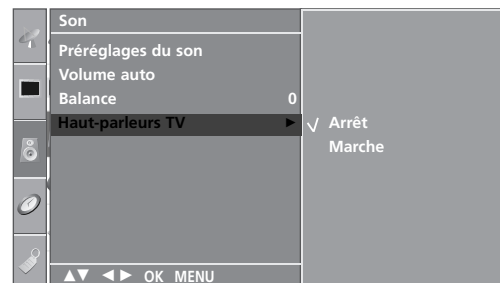 Son
Préréglages du son
Volume auto
Balance 0
Haut-parleurs TV ► √ Arrêt
Marche
▲▼ ◄► OK MENU